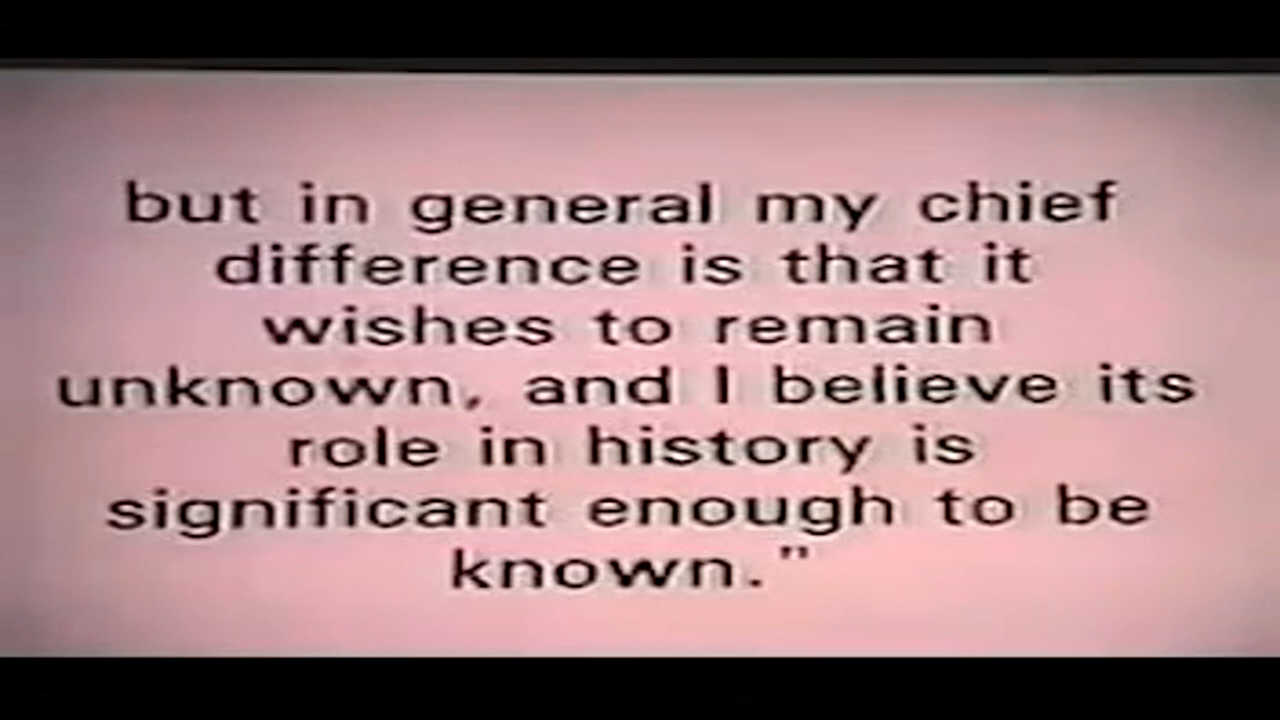 but in general my chief
difference is that it
wishes to remain
unknown, and I believe its
role in history is
significant enough to be
known."